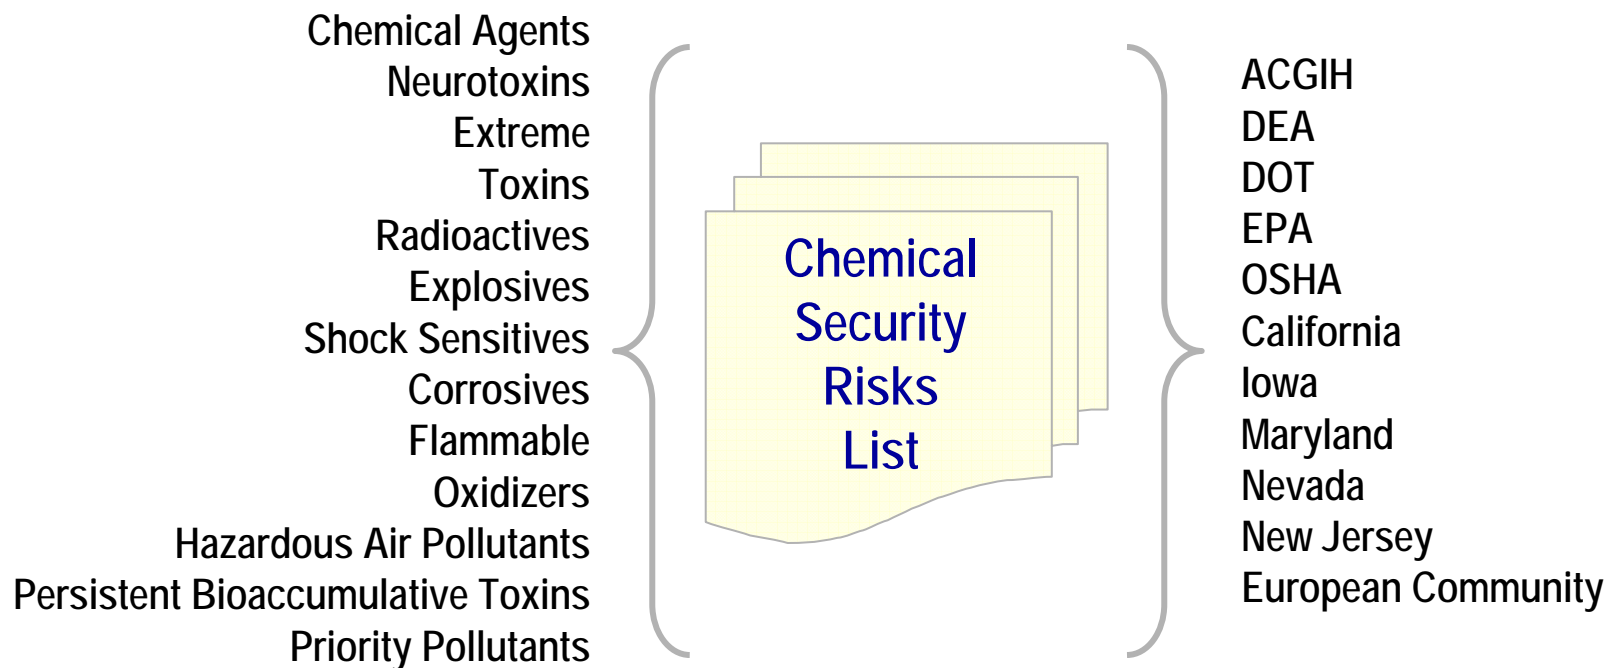 Chemical Agents
Neurotoxins
Extreme
Toxins
Radioactives
Explosives
Shock Sensitives
Corrosives
Flammable
Oxidizers
Hazardous Air Pollutants
Persistent Bioaccumulative Toxins
Priority Pollutants
Chemical
Security
Risks
List
ACGIH
DEA
DOT
EPA
OSHA
California
Iowa
Maryland
Nevada
New Jersey
European Community